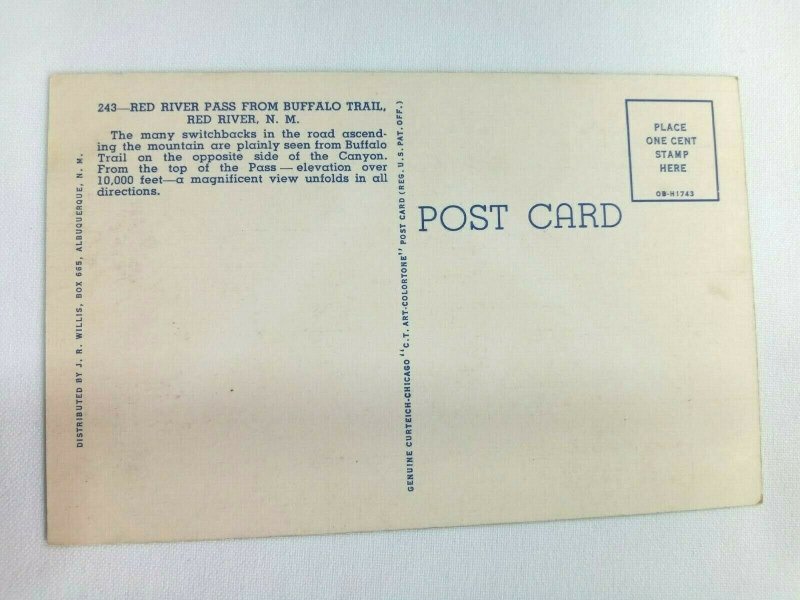 243—RED RIVER PASS FROM BUFFALO TRAIL,
RED RIVER, N. M.
The many switchbacks in the road ascend-
ing the mountain are plainly seen from Buffalo
Trail on the opposite side of the Canyon.
From the top of the Pass — elevation over
10,000 feet—a magnificent view unfolds in all
directions.
DISTRIBUTED BY J. R. WILLIS, BOX 665, ALBUQUERQUE, N. M.
GENUINE CURTEICH-CHICAGO "C.T. ART-COLORTONE" POST CARD (REG. U.S. PAT. OFF.)
POST CARD
PLACE
ONE CENT
STAMP
HERE
OB-H1743